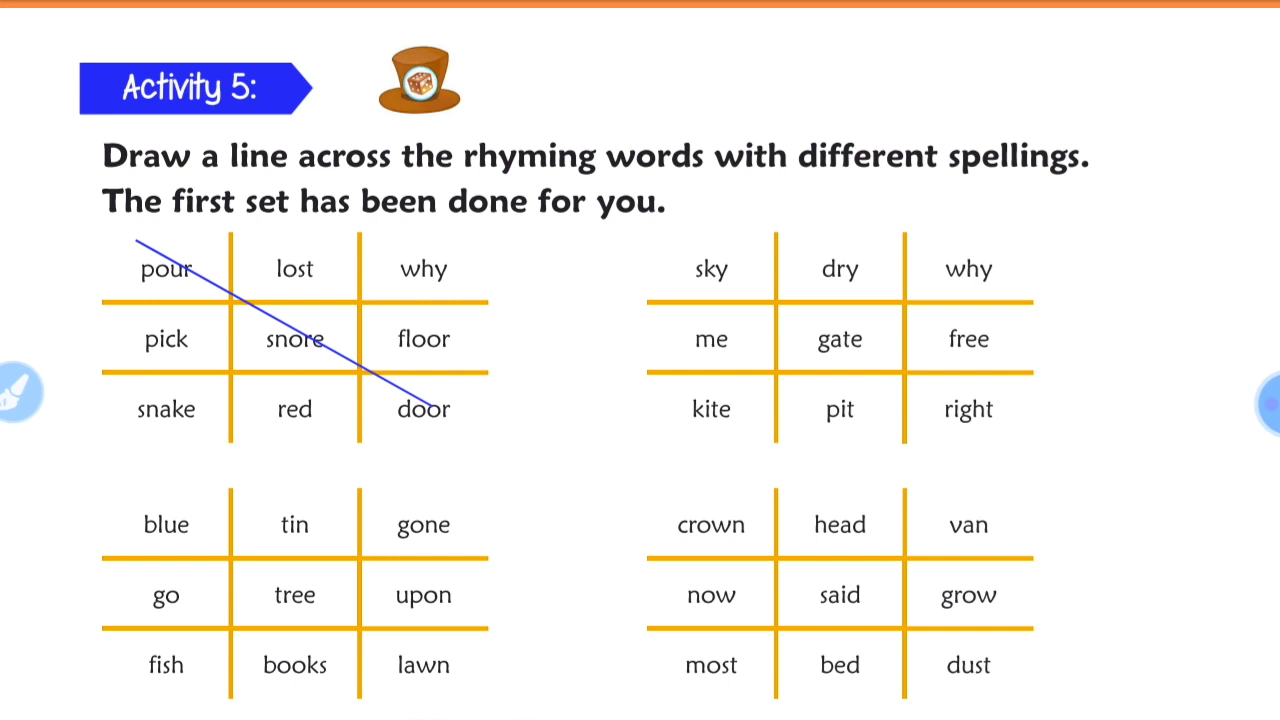 Activity 5:
Draw a line across the rhyming words with different spellings.
The first set has been done for you.
pour lost why
pick snore floor
snake red door
sky dry why
me gate free
kite pit right
blue tin gone
go tree upon
fish books lawn
crown head van
now said grow
most bed dust